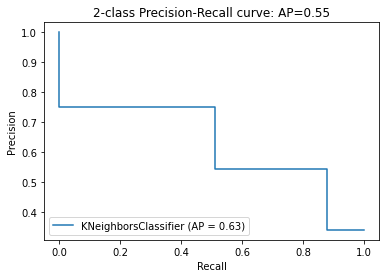 2-class Precision-Recall curve: AP=0.55
1.0
0.9
0.8
0.7
0.6
0.5
0.4
Precision
KNeighborsClassifier (AP = 0.63)
0.0 0.2 0.4 0.6 0.8 1.0
Recall